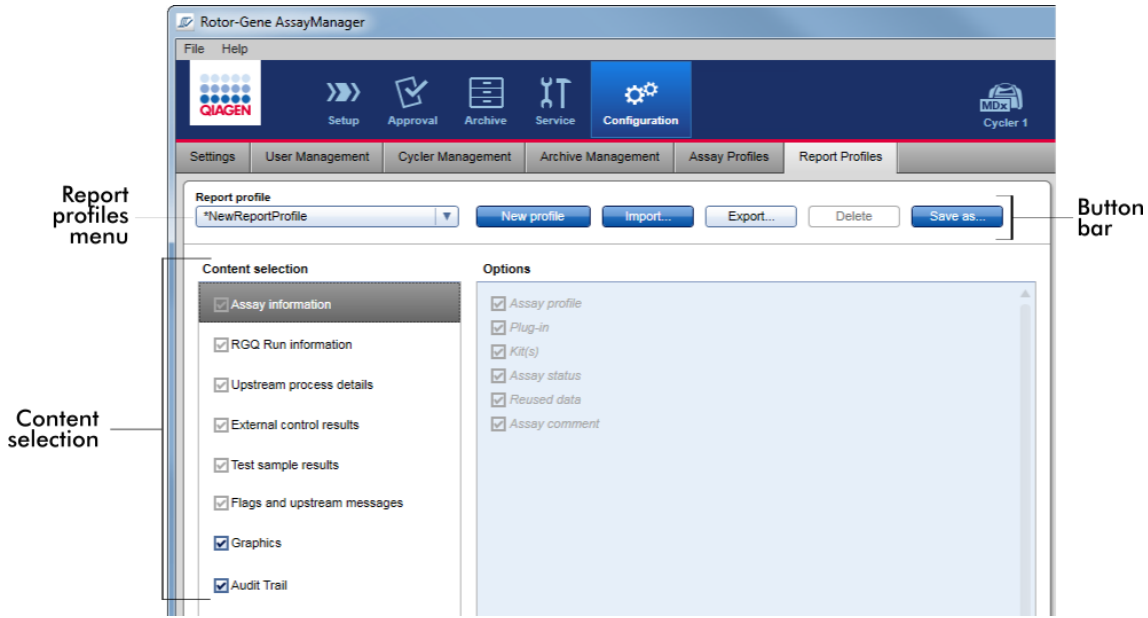 Rotor-Gene AssayManager
File Help
QIAGEN
Setup Approval Archive Service Configuration
MDx
Cycler 1
Settings User Management Cycler Management Archive Management Assay Profiles Report Profiles
Report profiles menu
Report profile
*NewReportProfile New profile Import... Export... Delete Save as...
Button bar
Content selection Options
Assay information
RGQ Run information
Upstream process details
External control results
Test sample results
Flags and upstream messages
Graphics
Audit Trail
Assay profile
Plug-in
Kit(s)
Assay status
Reused data
Assay comment
Content selection